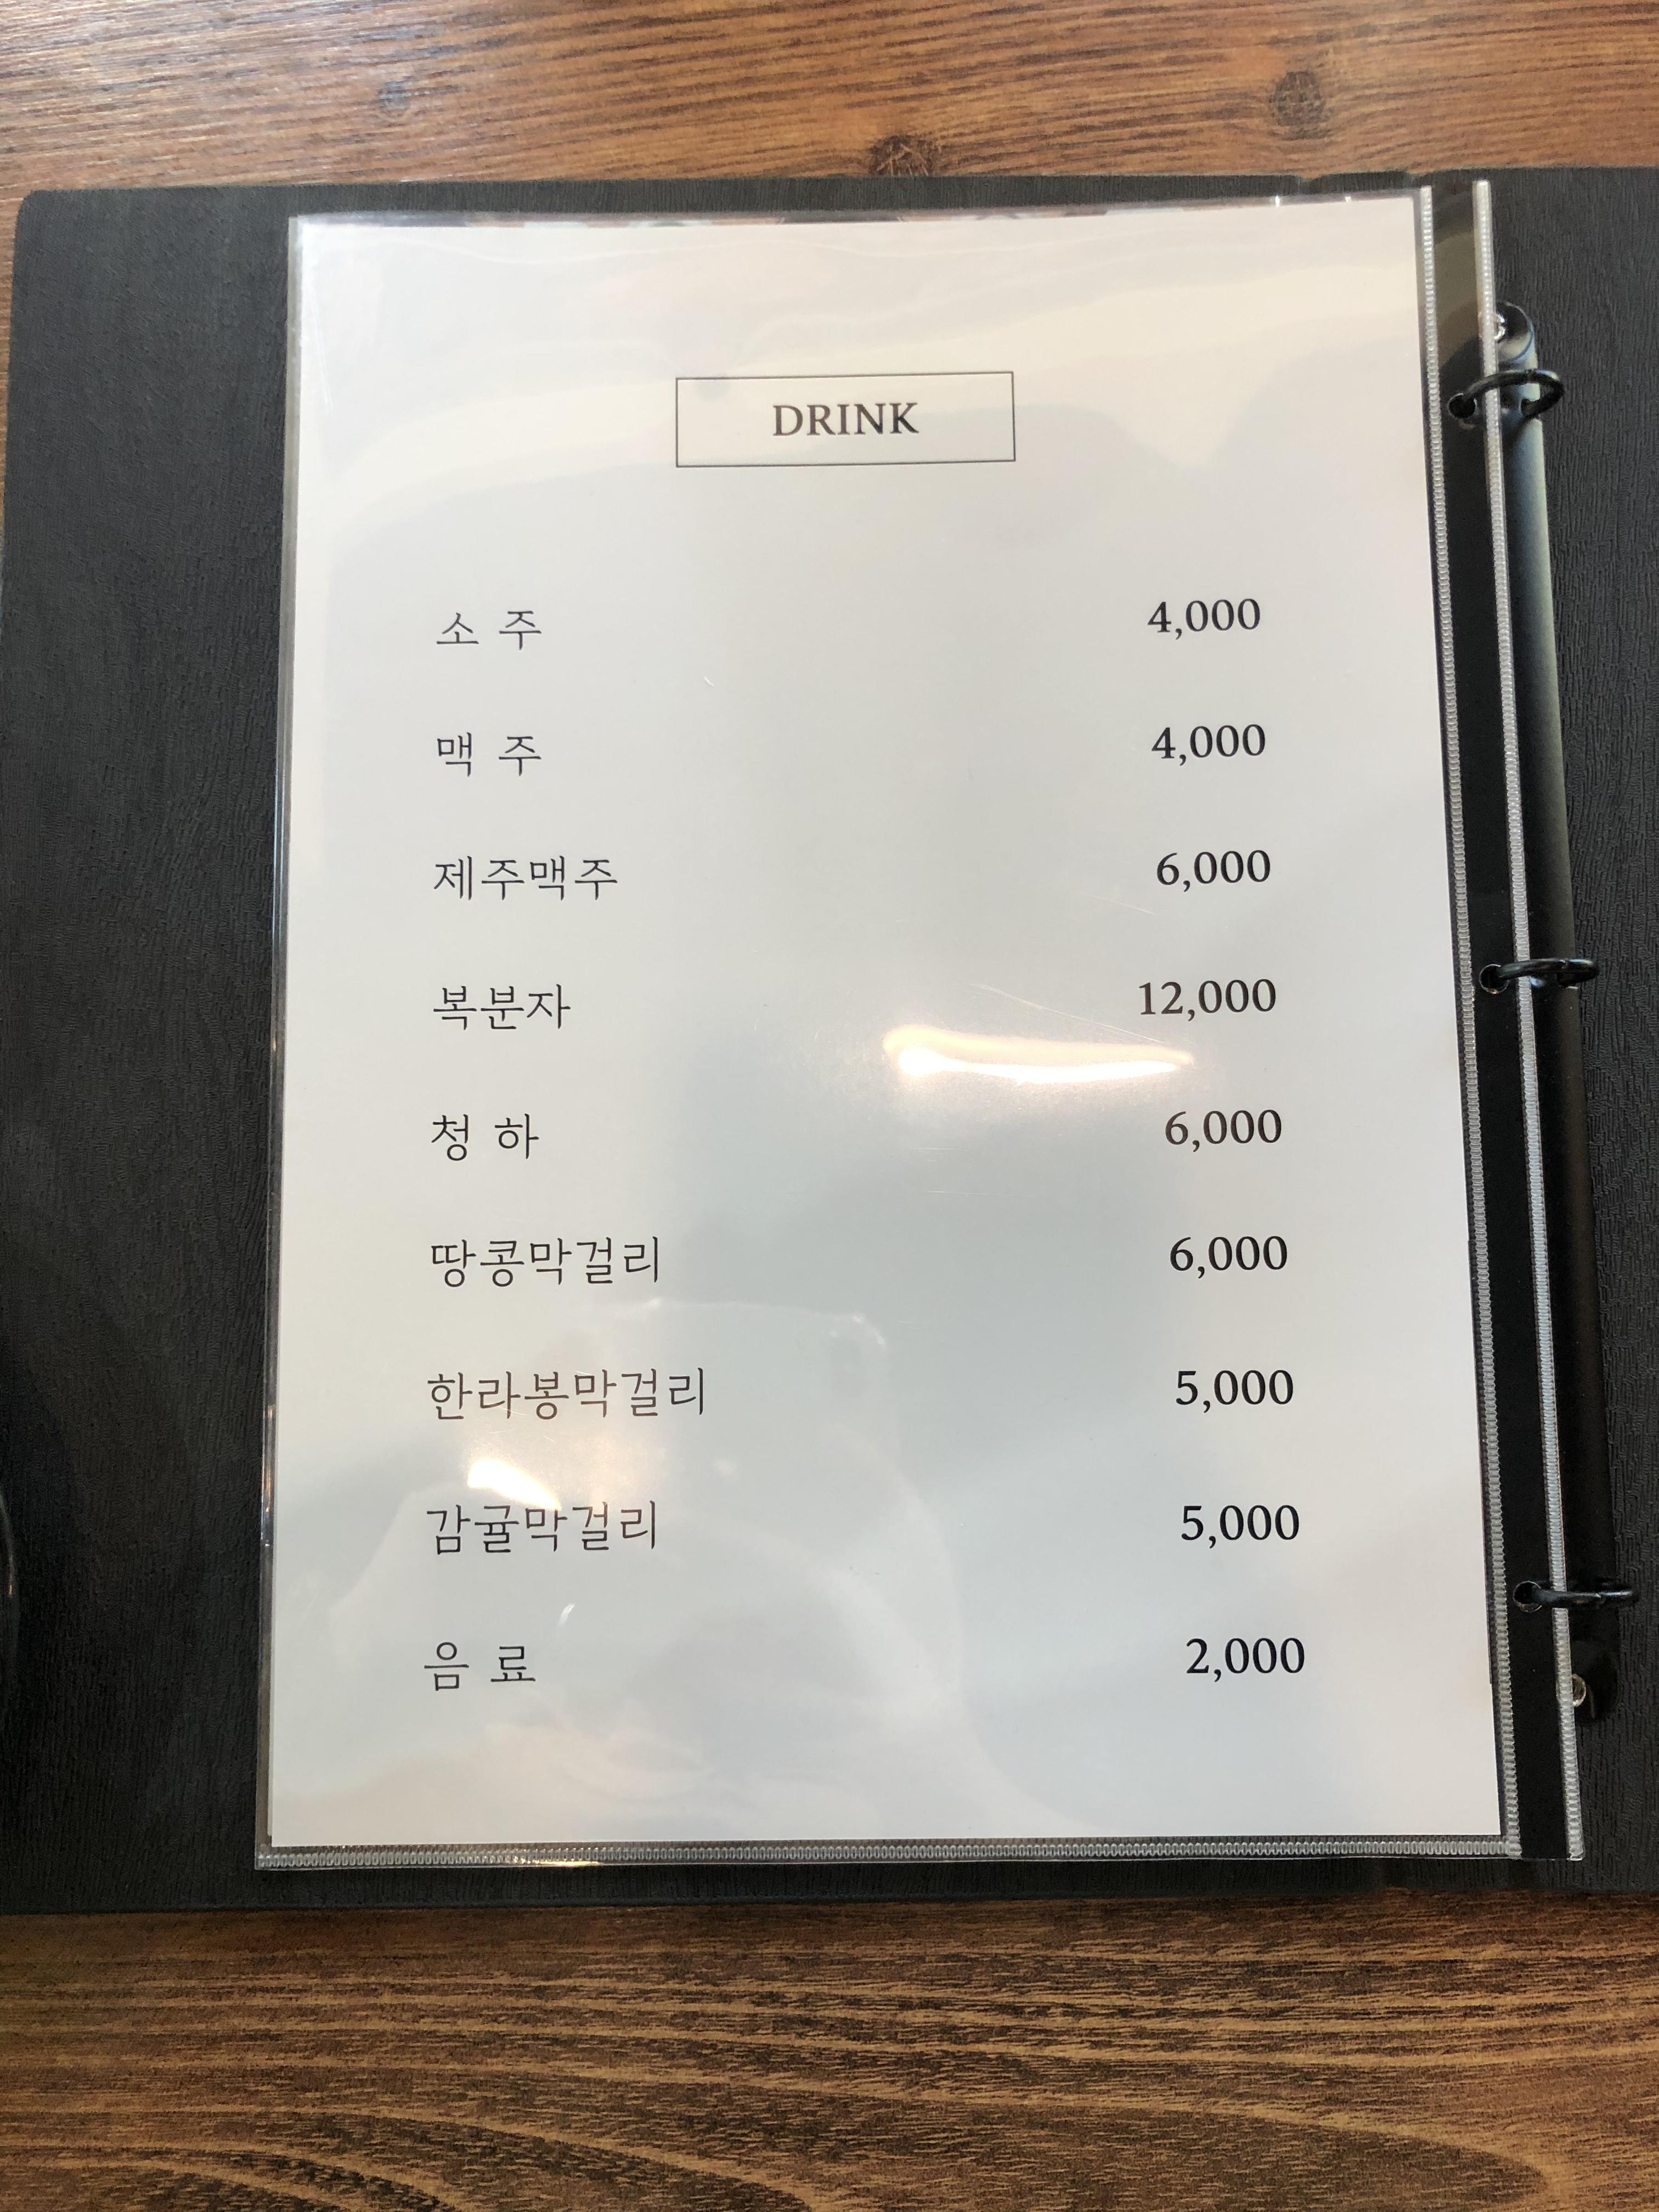 DRINK
소 주 4,000
맥 주 4,000
제주맥주 6,000
복분자 12,000
청 하 6,000
땅콩막걸리 6,000
한라봉막걸리 5,000
감귤막걸리 5,000
음 료 2,000